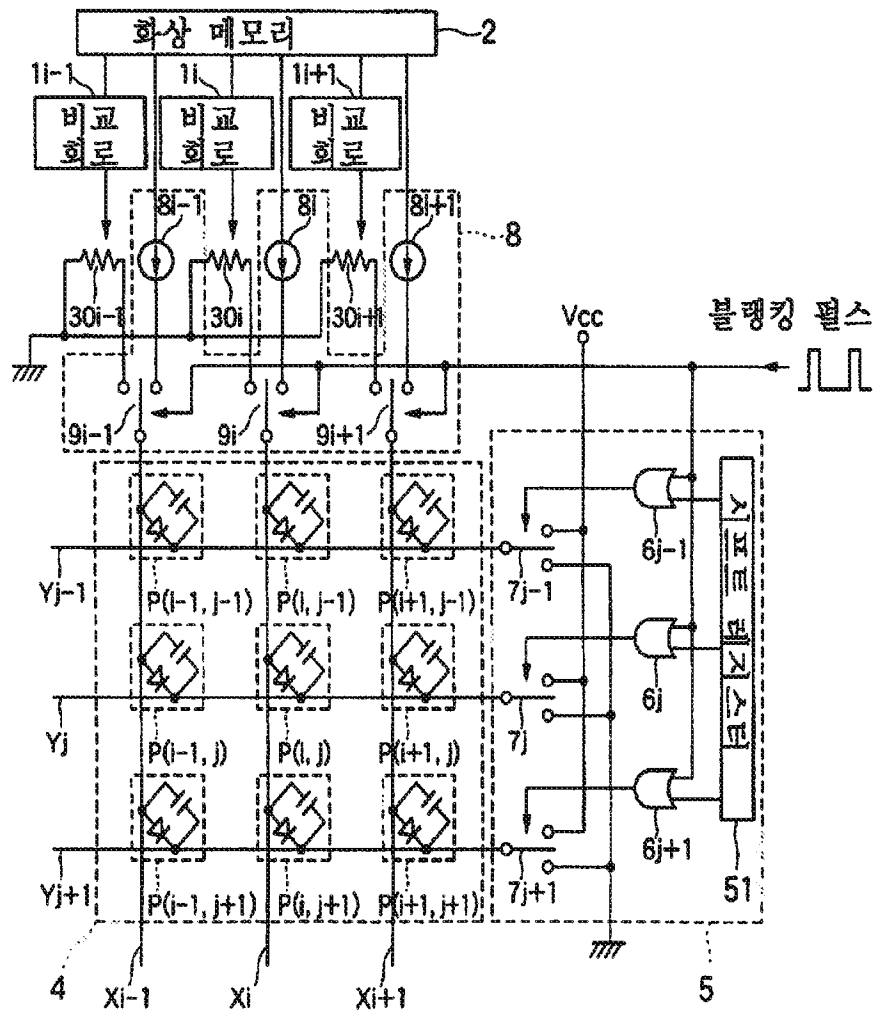 화상 메모리
2
1i-1
1i
1i+1
비교
회로
비교
회로
비교
회로
8i-1
8i
8i+1
8
30i-1
30i
30i+1
Vcc
블랭킹 펄스
9i-1
9i
9i+1
6j-1
Yj-1
P(i-1, j-1)
P(i, j-1)
P(i+1, j-1)
7j-1
시프트 레지스터
6j
Yj
P(i-1, j)
P(i, j)
P(i+1, j)
7j
6j+1
Yj+1
P(i-1, j+1)
P(i, j+1)
P(i+1, j+1)
7j+1
51
4
Xi-1
Xi
Xi+1
5